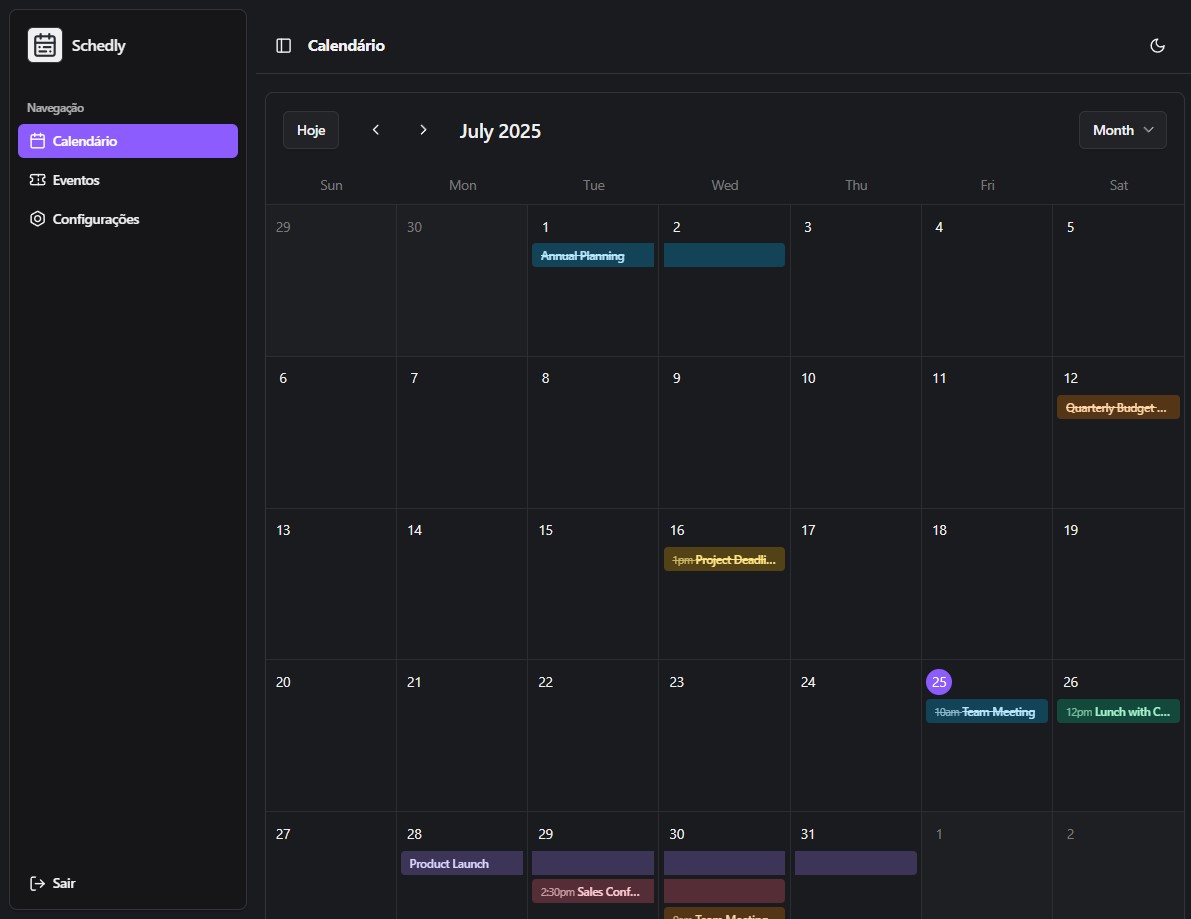 Schedly
Calendário
Navegação
Calendário
Eventos
Configurações
Sair
Hoje
July 2025
Month
Sun Mon Tue Wed Thu Fri Sat
29 30 1 2 3 4 5
Annual Planning
6 7 8 9 10 11 12
Quarterly Budget ...
13 14 15 16 17 18 19
1pm Project Deadli...
20 21 22 23 24 25 26
10am Team Meeting 12pm Lunch with C...
27 28 29 30 31 1 2
Product Launch
2:30pm Sales Conf...
Team Meeting